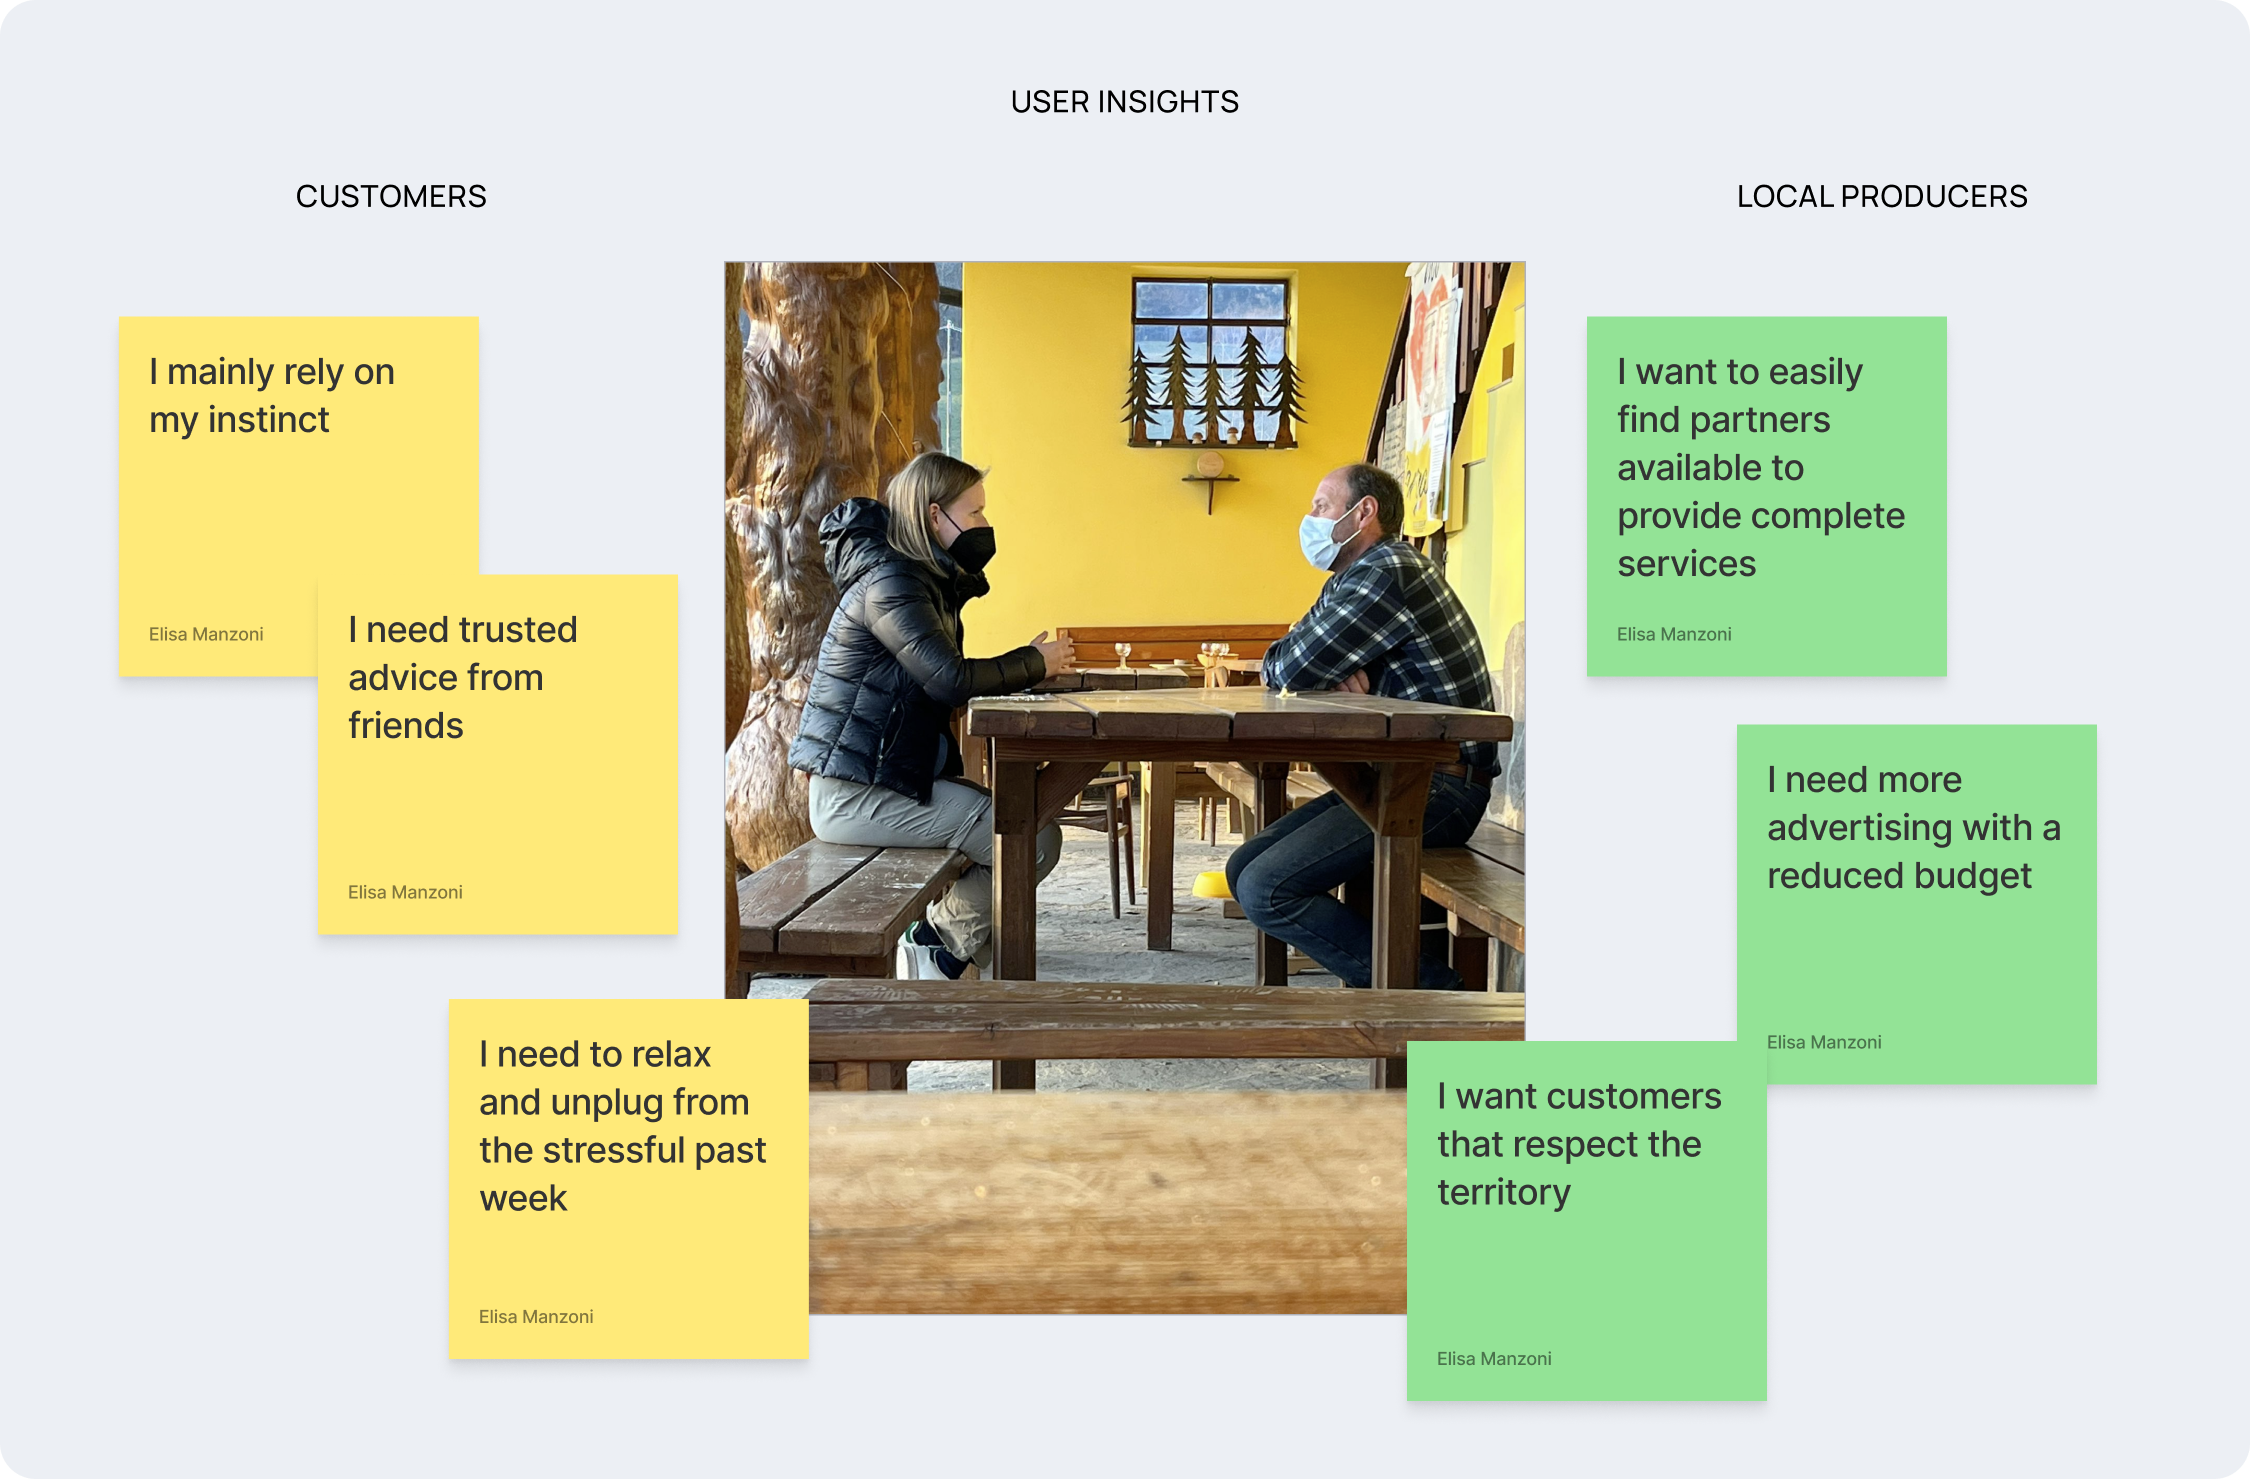 USER INSIGHTS
CUSTOMERS
I mainly rely on
my instinct
Elisa Manzoni
I need trusted
advice from
friends
Elisa Manzoni
I need to relax
and unplug from
the stressful past
week
Elisa Manzoni
LOCAL PRODUCERS
I want to easily
find partners
available to
provide complete
services
Elisa Manzoni
I need more
advertising with a
reduced budget
Elisa Manzoni
I want customers
that respect the
territory
Elisa Manzoni